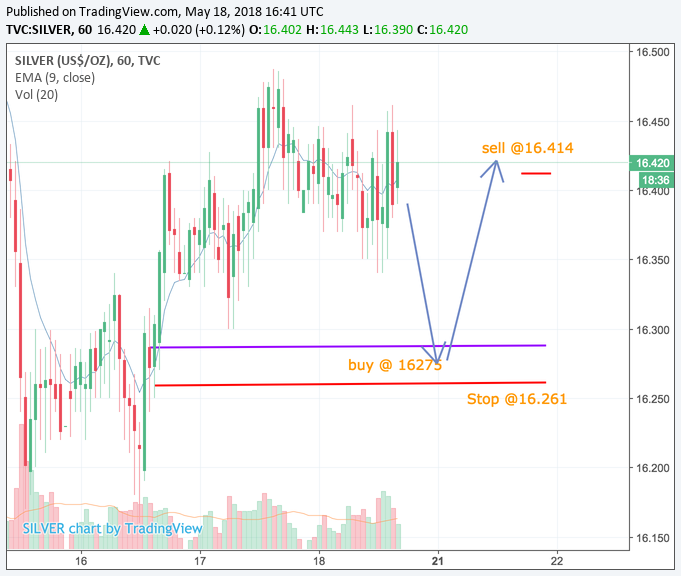 Published on TradingView.com, May 18, 2018 16:41 UTC
TVC:SILVER, 60 16.420 ▲ +0.020 (+0.12%) O:16.402 H:16.443 L:16.390 C:16.420
SILVER (US$/OZ), 60, TVC
EMA (9, close)
Vol (20)
16.500
16.450
sell @16.414
16.420
18:36
16.400
16.350
16.300
buy @ 16275
16.250
Stop @16.261
16.200
SILVER chart by TradingView
16.150
16 17 18 21 22